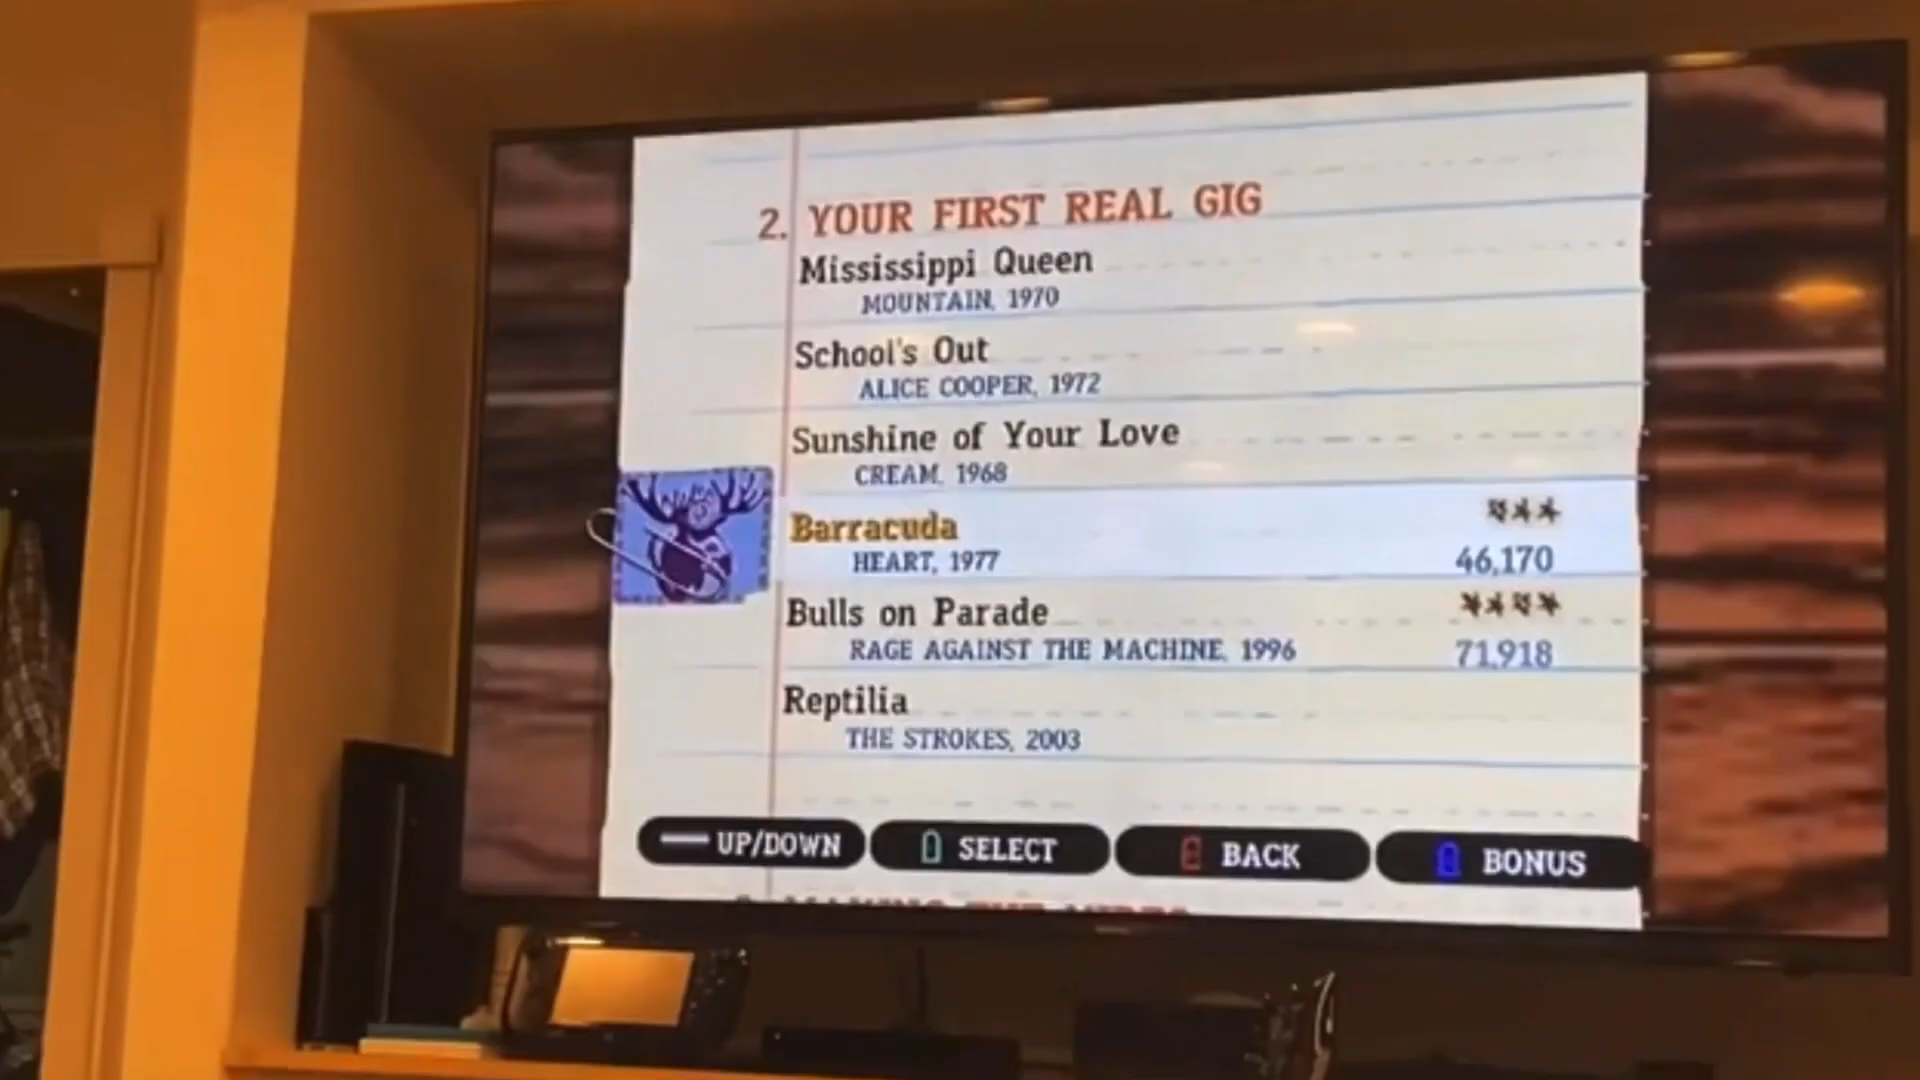 2. YOUR FIRST REAL GIG
Mississippi Queen
MOUNTAIN, 1970
School's Out
ALICE COOPER, 1972
Sunshine of Your Love
CREAM, 1968
Barracuda
HEART, 1977
46,170
Bulls on Parade
RAGE AGAINST THE MACHINE, 1996
71,918
Reptilia
THE STROKES, 2003
UP/DOWN
SELECT
BACK
BONUS